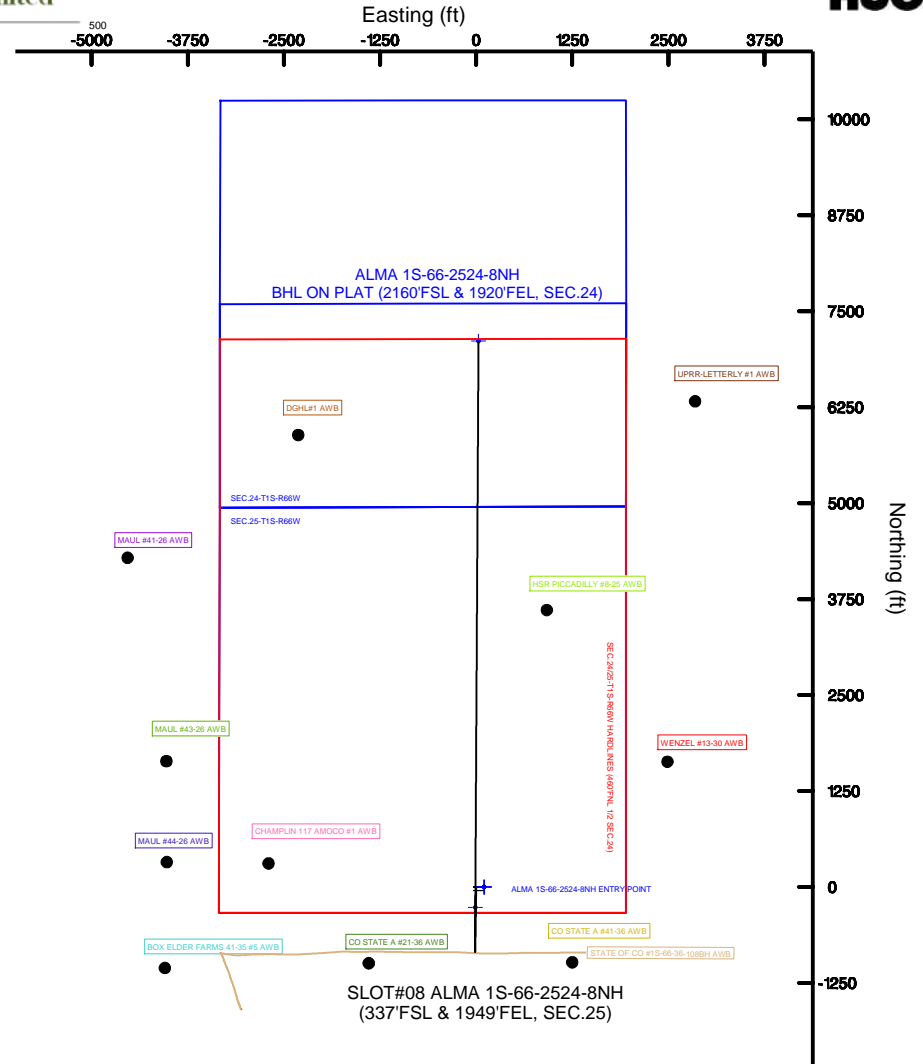 Easting (ft)
500
-5000 -3750 -2500 -1250 0 1250 2500 3750
10000
8750
ALMA 1S-66-2524-8NH
BHL ON PLAT (2160'FSL & 1920'FEL, SEC.24)
7500
UPRR-LETTERLY #1 AWB
6250
DGHL#1 AWB
SEC.24-T1S-R66W
5000
SEC.25-T1S-R66W
MAUL #41-26 AWB
Northing (ft)
HSR PICCADILLY #8-25 AWB
3750
SEC.24/25-T1S-R66W HARDLINES (460'FNL 1/2 SEC.24)
2500
MAUL #43-26 AWB
WENZEL #13-30 AWB
1250
CHAMPLIN 117 AMOCO #1 AWB
MAUL #44-26 AWB
ALMA 1S-66-2524-8NH ENTRY POINT
0
CO STATE A #41-36 AWB
CO STATE A #21-36 AWB
BOX ELDER FARMS 41-35 #5 AWB
STATE OF CO #1S-66-36-108BH AWB
-1250
SLOT#08 ALMA 1S-66-2524-8NH
(337'FSL & 1949'FEL, SEC.25)